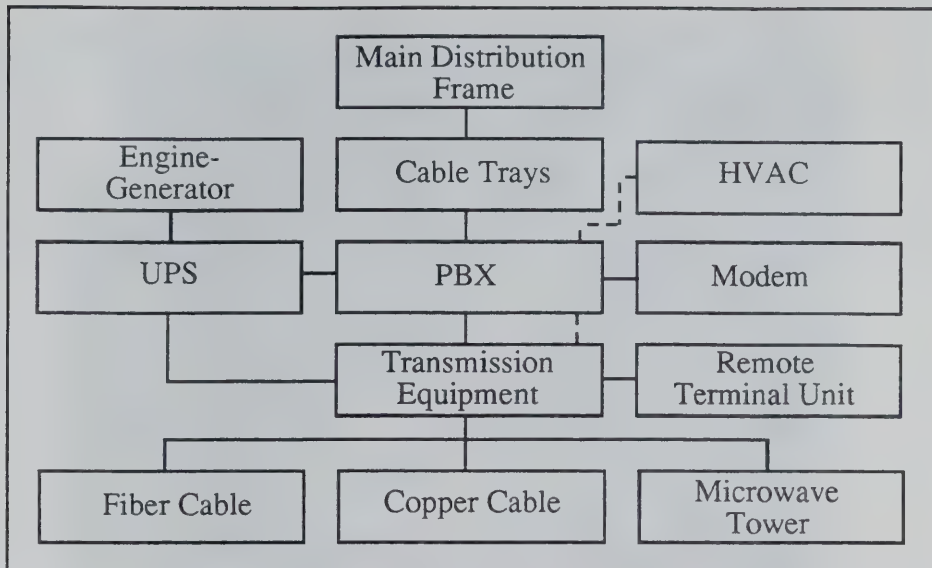 Main Distribution
Frame
Engine-
Generator
Cable Trays
HVAC
UPS
PBX
Modem
Transmission
Equipment
Remote
Terminal Unit
Fiber Cable
Copper Cable
Microwave
Tower